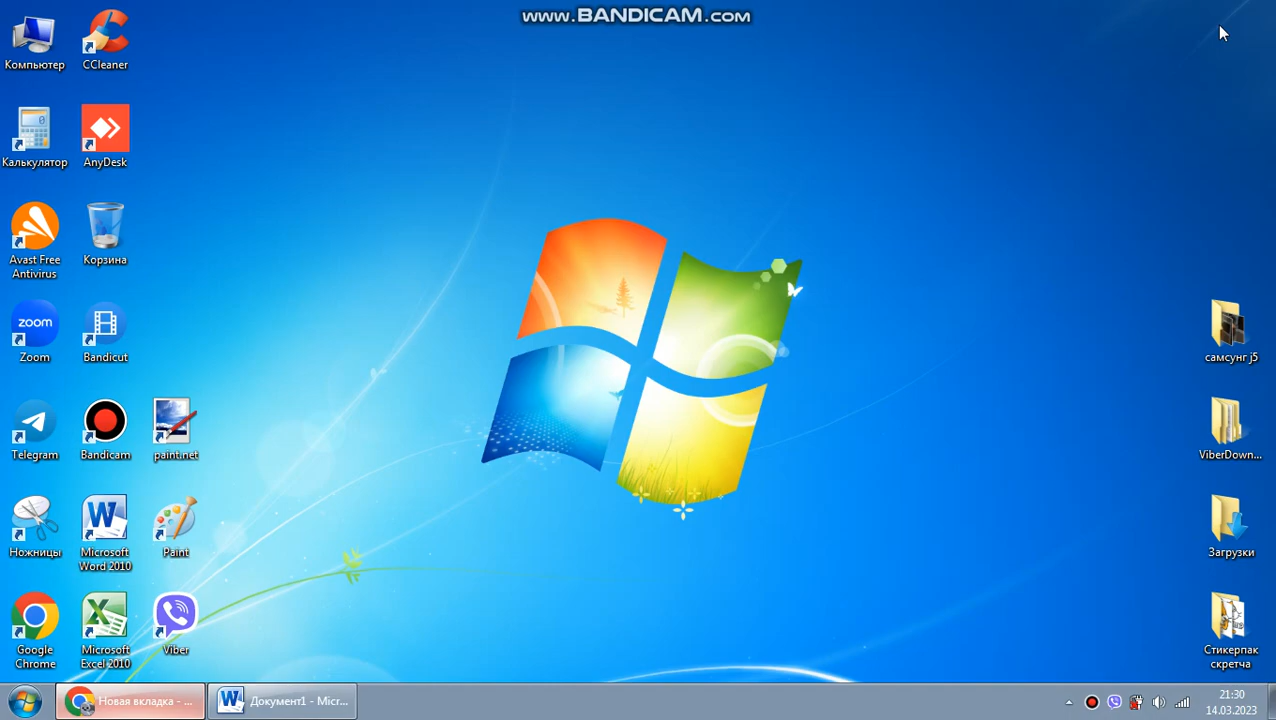 www.BANDICAM.com
Компьютер
CCleaner
Калькулятор
AnyDesk
Avast Free
Antivirus
Корзина
zoom
Zoom
Bandicut
самсунг j5
Telegram
Bandicam
paint.net
ViberDown...
Ножницы
Microsoft
Word 2010
Paint
Загрузки
Google
Chrome
Microsoft
Excel 2010
Viber
Стикерпак
скретча
Новая вкладка - ...
Документ1 - Micr...
21:30
14.03.2023